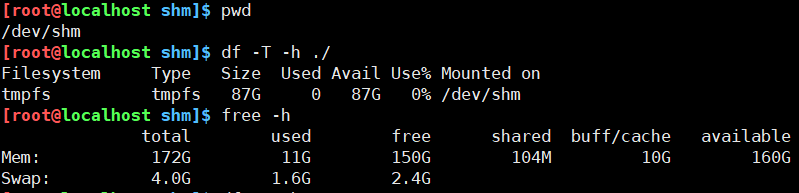 [root@localhost shm]$ pwd
/dev/shm
[root@localhost shm]$ df -T -h ./
Filesystem     Type   Size  Used Avail Use% Mounted on
tmpfs          tmpfs   87G     0   87G   0% /dev/shm
[root@localhost shm]$ free -h
              total        used        free      shared  buff/cache   available
Mem:           172G         11G        150G        104M         10G        160G
Swap:          4.0G        1.6G        2.4G